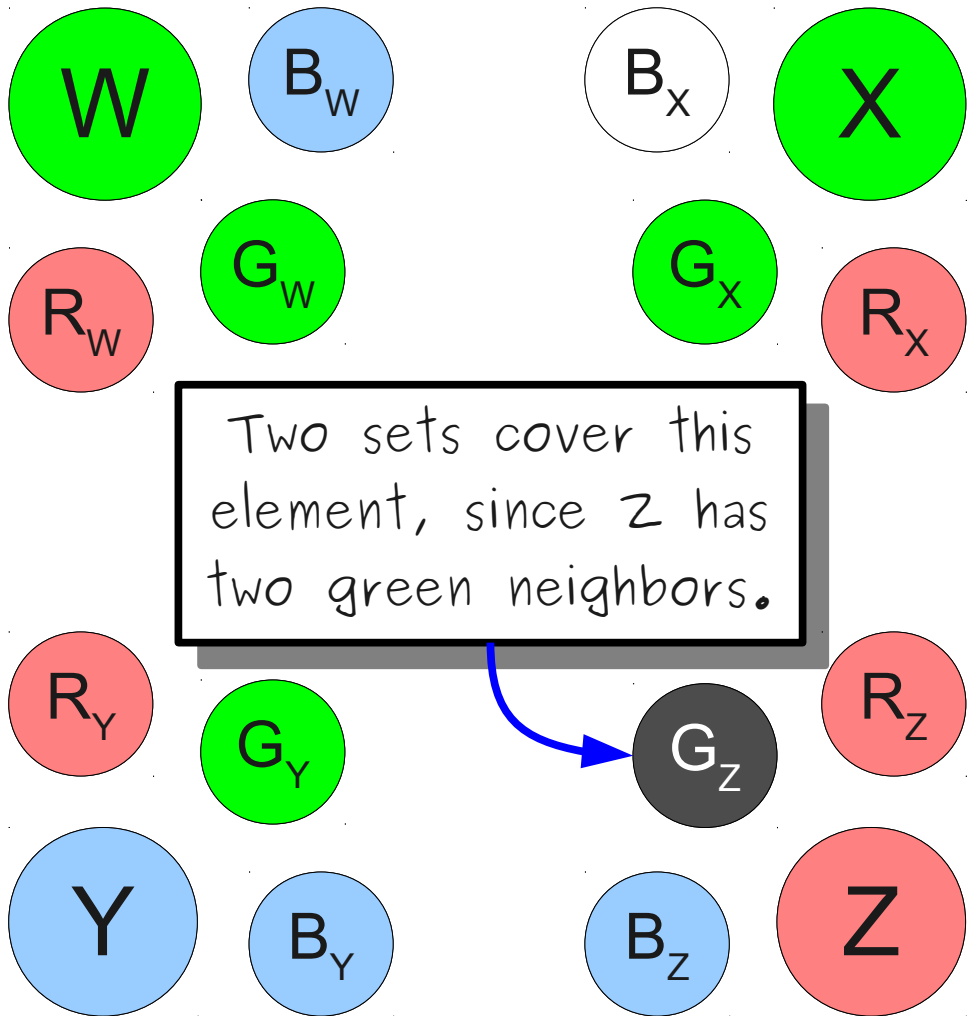 W B_W B_X X
G_W G_X
R_W R_X
Two sets cover this
element, since Z has
two green neighbors.
R_Y R_Z
G_Y G_Z
Y B_Y B_Z Z